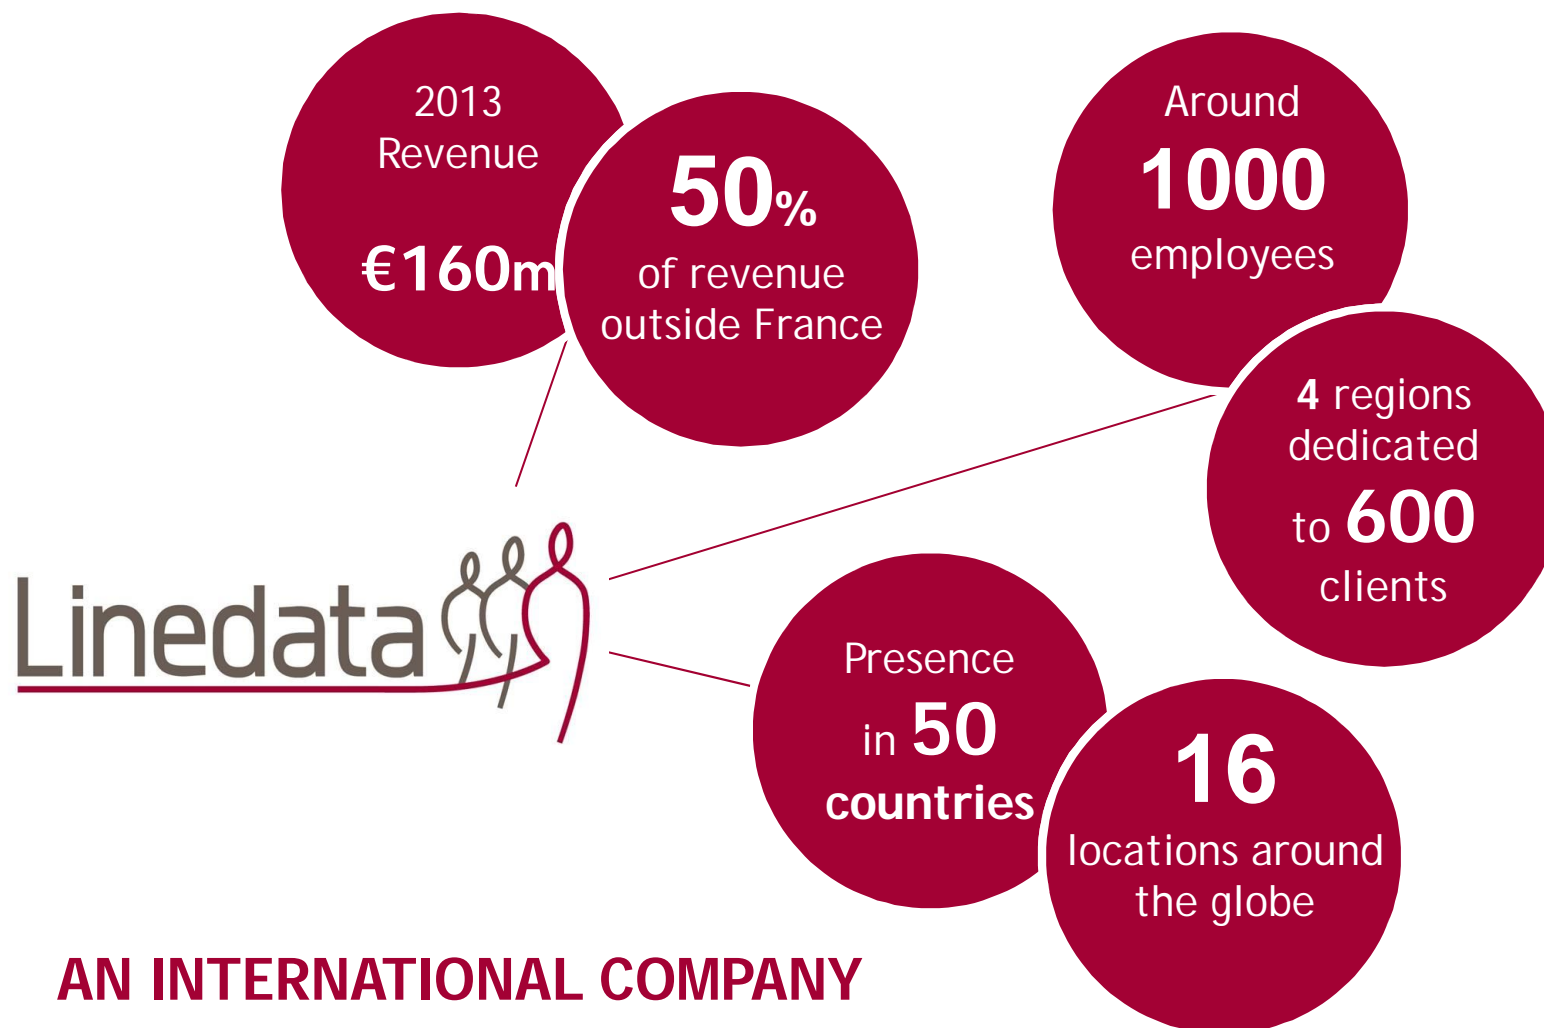 2013
Revenue
€160m
50%
of revenue
outside France
Around
1000
employees
4 regions
dedicated
to 600
clients
Linedata
Presence
in 50
countries
16
locations around
the globe
AN INTERNATIONAL COMPANY